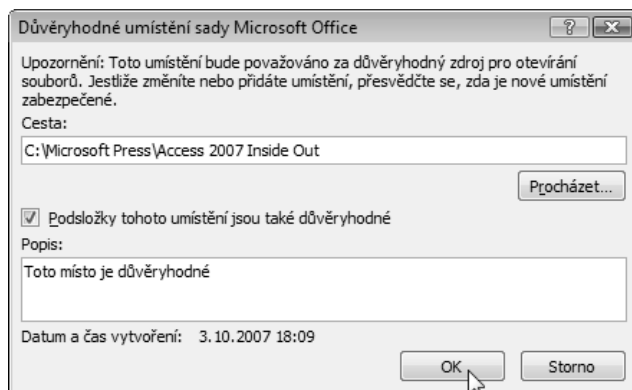 Důvěryhodné umístění sady Microsoft Office
Upozornění: Toto umístění bude považováno za důvěryhodný zdroj pro otevírání
souborů. Jestliže změníte nebo přidáte umístění, přesvědčte se, zda je nové umístění
zabezpečené.
Cesta:
C:\Microsoft Press\Access 2007 Inside Out
Procházet...
Podsložky tohoto umístění jsou také důvěryhodné
Popis:
Toto místo je důvěryhodné
Datum a čas vytvoření: 3.10.2007 18:09
OK Storno